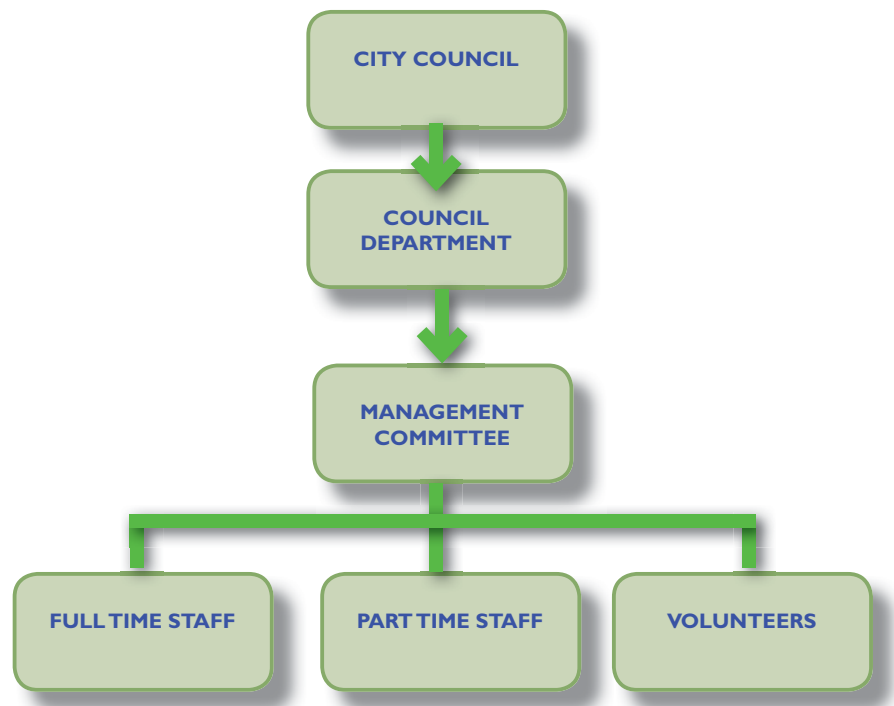 CITY COUNCIL
COUNCIL
DEPARTMENT
MANAGEMENT
COMMITTEE
FULL TIME STAFF
PART TIME STAFF
VOLUNTEERS